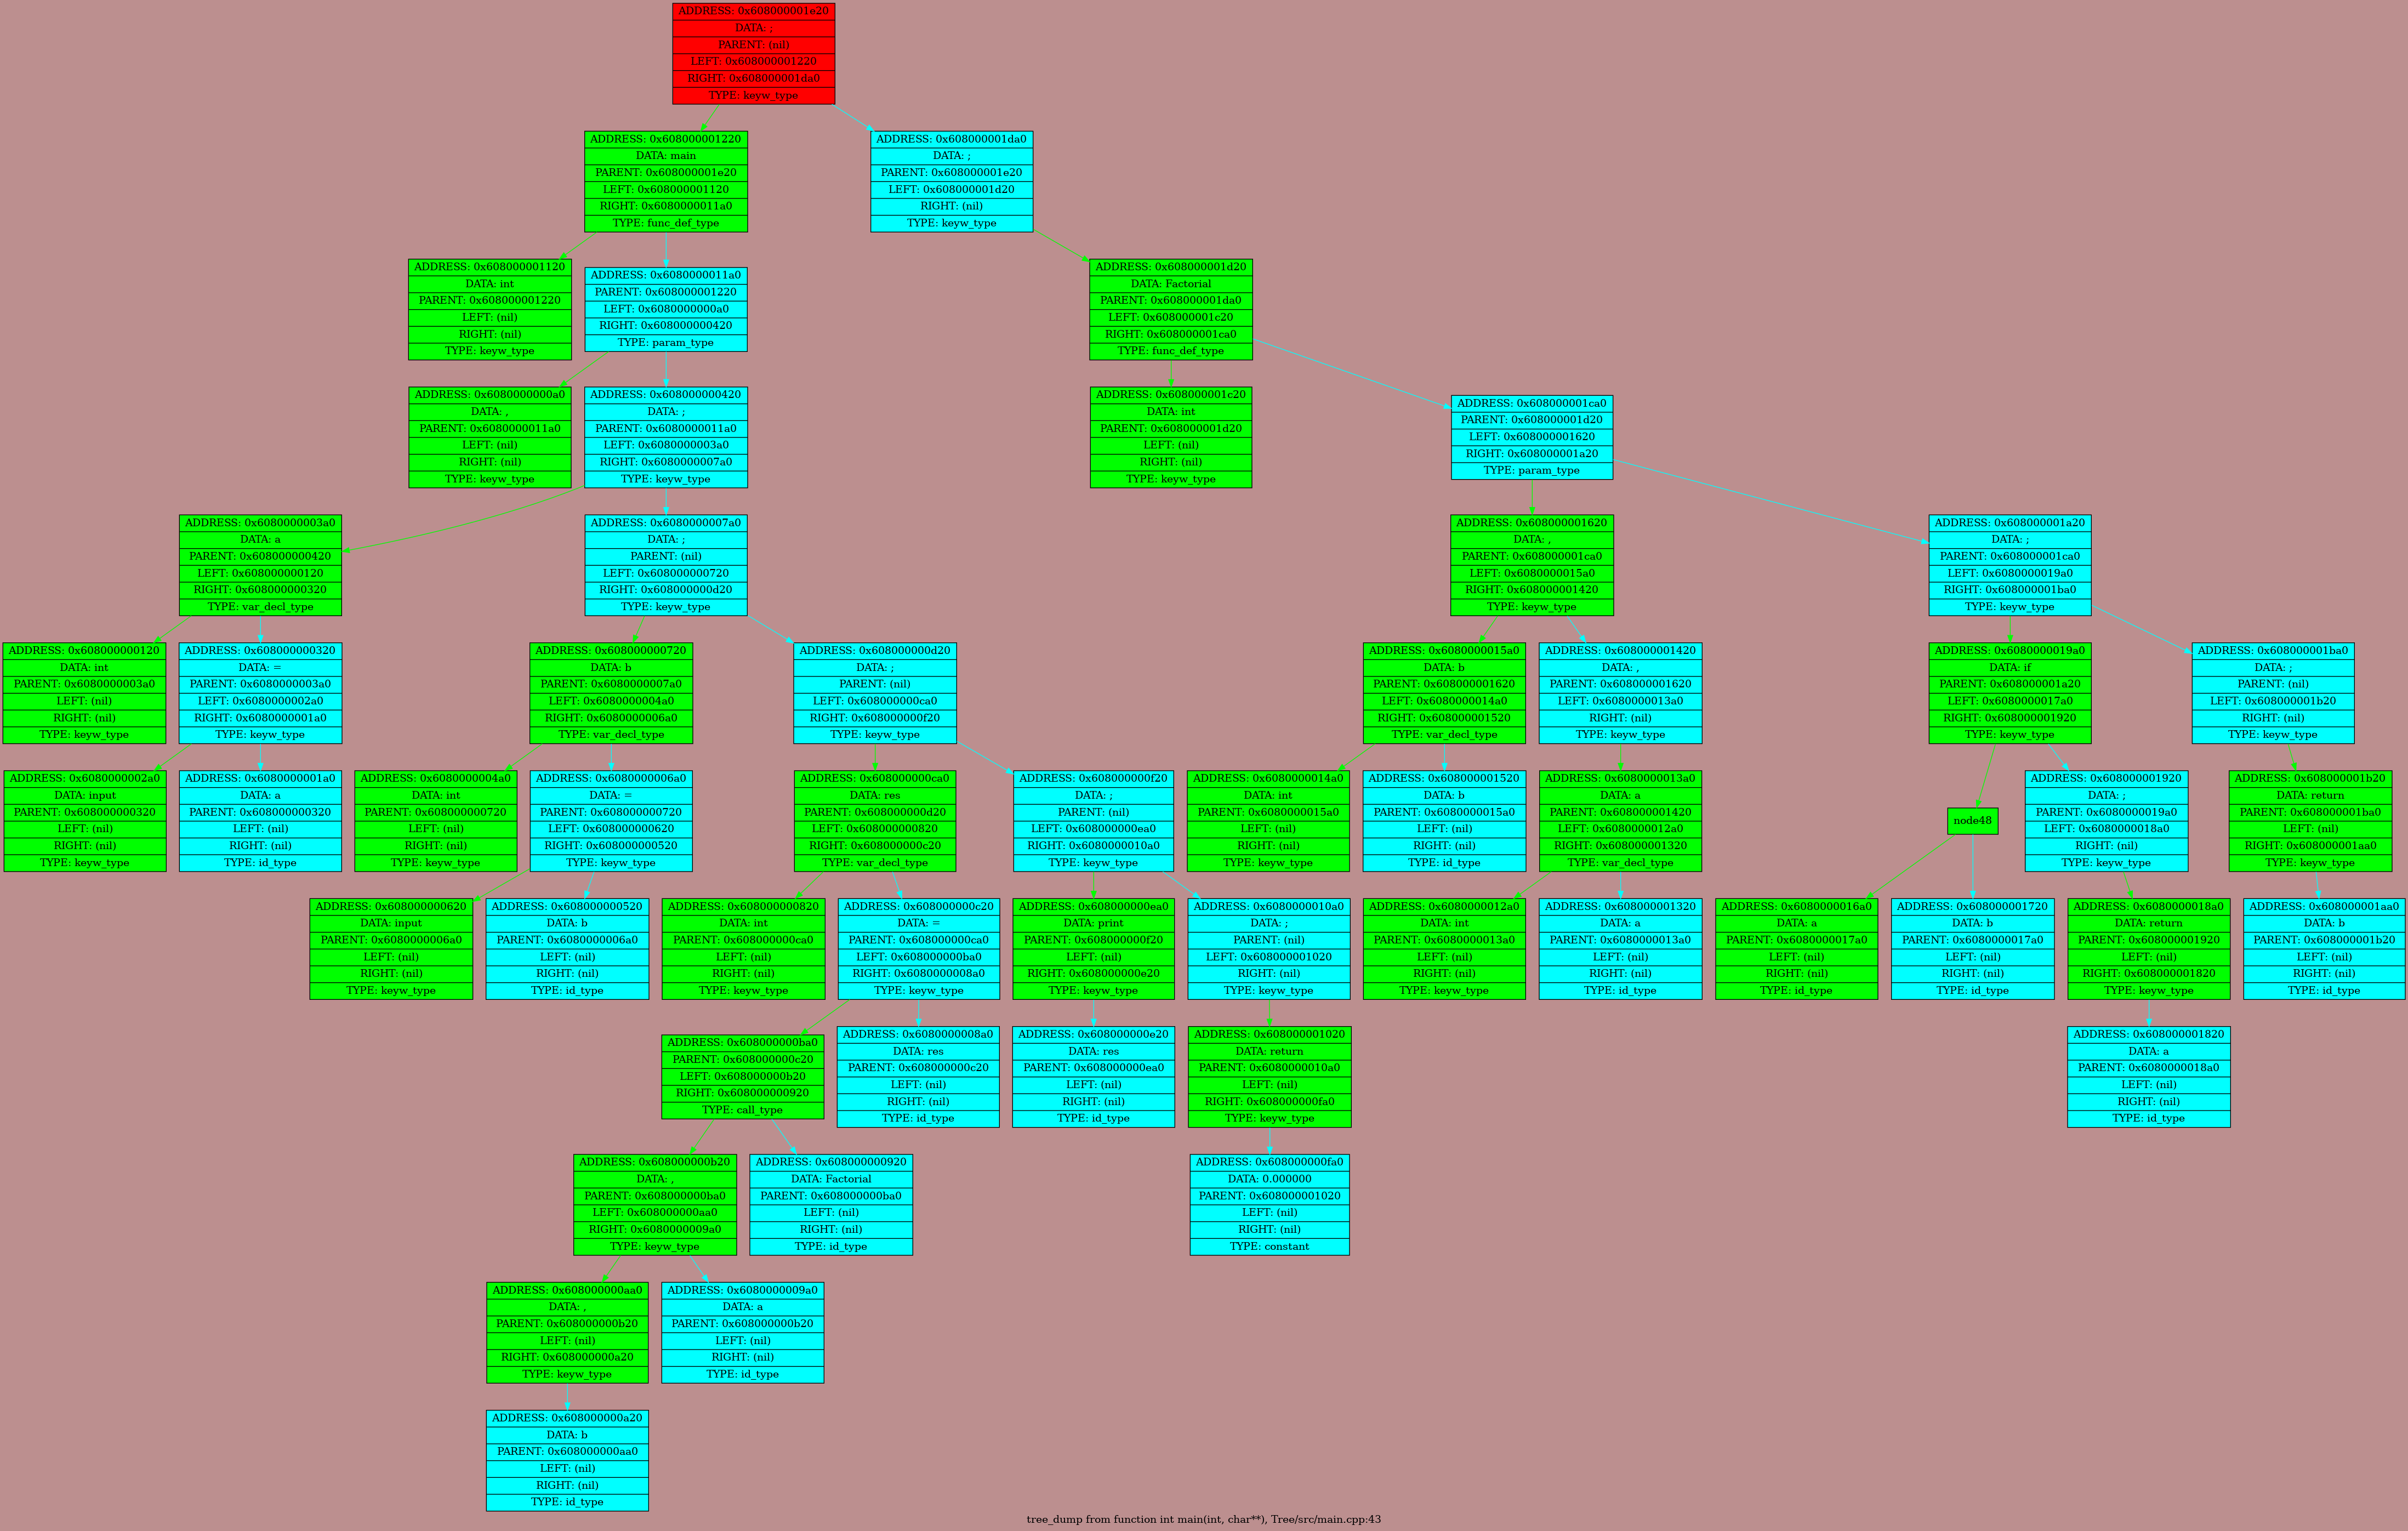 ADDRESS: 0x608000001e20
DATA: ;
PARENT: (nil)
LEFT: 0x608000001220
RIGHT: 0x608000001da0
TYPE: keyw_type
ADDRESS: 0x608000001220
DATA: main
PARENT: 0x608000001e20
LEFT: 0x608000001120
RIGHT: 0x6080000011a0
TYPE: func_def_type
ADDRESS: 0x608000001da0
DATA: ;
PARENT: 0x608000001e20
LEFT: 0x608000001d20
RIGHT: (nil)
TYPE: keyw_type
ADDRESS: 0x608000001120
DATA: int
PARENT: 0x608000001220
LEFT: (nil)
RIGHT: (nil)
TYPE: keyw_type
ADDRESS: 0x6080000011a0
PARENT: 0x608000001220
LEFT: 0x6080000000a0
RIGHT: 0x608000000420
TYPE: param_type
ADDRESS: 0x608000001d20
DATA: Factorial
PARENT: 0x608000001da0
LEFT: 0x608000001c20
RIGHT: 0x608000001ca0
TYPE: func_def_type
ADDRESS: 0x6080000000a0
DATA: ,
PARENT: 0x6080000011a0
LEFT: (nil)
RIGHT: (nil)
TYPE: keyw_type
ADDRESS: 0x608000000420
DATA: ;
PARENT: 0x6080000011a0
LEFT: 0x6080000003a0
RIGHT: 0x6080000007a0
TYPE: keyw_type
ADDRESS: 0x608000001c20
DATA: int
PARENT: 0x608000001d20
LEFT: (nil)
RIGHT: (nil)
TYPE: keyw_type
ADDRESS: 0x608000001ca0
PARENT: 0x608000001d20
LEFT: 0x608000001620
RIGHT: 0x608000001a20
TYPE: param_type
ADDRESS: 0x6080000003a0
DATA: a
PARENT: 0x608000000420
LEFT: 0x608000000120
RIGHT: 0x608000000320
TYPE: var_decl_type
ADDRESS: 0x6080000007a0
DATA: ;
PARENT: (nil)
LEFT: 0x608000000720
RIGHT: 0x608000000d20
TYPE: keyw_type
ADDRESS: 0x608000001620
DATA: ,
PARENT: 0x608000001ca0
LEFT: 0x6080000015a0
RIGHT: 0x608000001420
TYPE: keyw_type
ADDRESS: 0x608000001a20
DATA: ;
PARENT: 0x608000001ca0
LEFT: 0x6080000019a0
RIGHT: 0x608000001ba0
TYPE: keyw_type
ADDRESS: 0x608000000120
DATA: int
PARENT: 0x6080000003a0
LEFT: (nil)
RIGHT: (nil)
TYPE: keyw_type
ADDRESS: 0x608000000320
DATA: =
PARENT: 0x6080000003a0
LEFT: 0x6080000002a0
RIGHT: 0x6080000001a0
TYPE: keyw_type
ADDRESS: 0x608000000720
DATA: b
PARENT: 0x6080000007a0
LEFT: 0x6080000004a0
RIGHT: 0x6080000006a0
TYPE: var_decl_type
ADDRESS: 0x608000000d20
DATA: ;
PARENT: (nil)
LEFT: 0x608000000ca0
RIGHT: 0x608000000f20
TYPE: keyw_type
ADDRESS: 0x6080000015a0
DATA: b
PARENT: 0x608000001620
LEFT: 0x6080000014a0
RIGHT: 0x608000001520
TYPE: var_decl_type
ADDRESS: 0x608000001420
DATA: ,
PARENT: 0x608000001620
LEFT: 0x6080000013a0
RIGHT: (nil)
TYPE: keyw_type
ADDRESS: 0x6080000019a0
DATA: if
PARENT: 0x608000001a20
LEFT: 0x6080000017a0
RIGHT: 0x608000001920
TYPE: keyw_type
ADDRESS: 0x608000001ba0
DATA: ;
PARENT: (nil)
LEFT: 0x608000001b20
RIGHT: (nil)
TYPE: keyw_type
ADDRESS: 0x6080000002a0
DATA: input
PARENT: 0x608000000320
LEFT: (nil)
RIGHT: (nil)
TYPE: keyw_type
ADDRESS: 0x6080000001a0
DATA: a
PARENT: 0x608000000320
LEFT: (nil)
RIGHT: (nil)
TYPE: id_type
ADDRESS: 0x6080000004a0
DATA: int
PARENT: 0x608000000720
LEFT: (nil)
RIGHT: (nil)
TYPE: keyw_type
ADDRESS: 0x6080000006a0
DATA: =
PARENT: 0x608000000720
LEFT: 0x608000000620
RIGHT: 0x608000000520
TYPE: keyw_type
ADDRESS: 0x608000000ca0
DATA: res
PARENT: 0x608000000d20
LEFT: 0x608000000820
RIGHT: 0x608000000c20
TYPE: var_decl_type
ADDRESS: 0x608000000f20
DATA: ;
PARENT: (nil)
LEFT: 0x608000000ea0
RIGHT: 0x6080000010a0
TYPE: keyw_type
ADDRESS: 0x6080000014a0
DATA: int
PARENT: 0x6080000015a0
LEFT: (nil)
RIGHT: (nil)
TYPE: keyw_type
ADDRESS: 0x608000001520
DATA: b
PARENT: 0x6080000015a0
LEFT: (nil)
RIGHT: (nil)
TYPE: id_type
ADDRESS: 0x6080000013a0
DATA: a
PARENT: 0x608000001420
LEFT: 0x6080000012a0
RIGHT: 0x608000001320
TYPE: var_decl_type
node48
ADDRESS: 0x608000001920
DATA: ;
PARENT: 0x6080000019a0
LEFT: 0x6080000018a0
RIGHT: (nil)
TYPE: keyw_type
ADDRESS: 0x608000001b20
DATA: return
PARENT: 0x608000001ba0
LEFT: (nil)
RIGHT: 0x608000001aa0
TYPE: keyw_type
ADDRESS: 0x608000000620
DATA: input
PARENT: 0x6080000006a0
LEFT: (nil)
RIGHT: (nil)
TYPE: keyw_type
ADDRESS: 0x608000000520
DATA: b
PARENT: 0x6080000006a0
LEFT: (nil)
RIGHT: (nil)
TYPE: id_type
ADDRESS: 0x608000000820
DATA: int
PARENT: 0x608000000ca0
LEFT: (nil)
RIGHT: (nil)
TYPE: keyw_type
ADDRESS: 0x608000000c20
DATA: =
PARENT: 0x608000000ca0
LEFT: 0x608000000ba0
RIGHT: 0x6080000008a0
TYPE: keyw_type
ADDRESS: 0x608000000ea0
DATA: print
PARENT: 0x608000000f20
LEFT: (nil)
RIGHT: 0x608000000e20
TYPE: keyw_type
ADDRESS: 0x6080000010a0
DATA: ;
PARENT: (nil)
LEFT: 0x608000001020
RIGHT: (nil)
TYPE: keyw_type
ADDRESS: 0x6080000012a0
DATA: int
PARENT: 0x6080000013a0
LEFT: (nil)
RIGHT: (nil)
TYPE: keyw_type
ADDRESS: 0x608000001320
DATA: a
PARENT: 0x6080000013a0
LEFT: (nil)
RIGHT: (nil)
TYPE: id_type
ADDRESS: 0x6080000016a0
DATA: a
PARENT: 0x6080000017a0
LEFT: (nil)
RIGHT: (nil)
TYPE: id_type
ADDRESS: 0x608000001720
DATA: b
PARENT: 0x6080000017a0
LEFT: (nil)
RIGHT: (nil)
TYPE: id_type
ADDRESS: 0x6080000018a0
DATA: return
PARENT: 0x608000001920
LEFT: (nil)
RIGHT: 0x608000001820
TYPE: keyw_type
ADDRESS: 0x608000001aa0
DATA: b
PARENT: 0x608000001b20
LEFT: (nil)
RIGHT: (nil)
TYPE: id_type
ADDRESS: 0x608000000ba0
PARENT: 0x608000000c20
LEFT: 0x608000000b20
RIGHT: 0x608000000920
TYPE: call_type
ADDRESS: 0x6080000008a0
DATA: res
PARENT: 0x608000000c20
LEFT: (nil)
RIGHT: (nil)
TYPE: id_type
ADDRESS: 0x608000000e20
DATA: res
PARENT: 0x608000000ea0
LEFT: (nil)
RIGHT: (nil)
TYPE: id_type
ADDRESS: 0x608000001020
DATA: return
PARENT: 0x6080000010a0
LEFT: (nil)
RIGHT: 0x608000000fa0
TYPE: keyw_type
ADDRESS: 0x608000001820
DATA: a
PARENT: 0x6080000018a0
LEFT: (nil)
RIGHT: (nil)
TYPE: id_type
ADDRESS: 0x608000000b20
DATA: ,
PARENT: 0x608000000ba0
LEFT: 0x608000000aa0
RIGHT: 0x6080000009a0
TYPE: keyw_type
ADDRESS: 0x608000000920
DATA: Factorial
PARENT: 0x608000000ba0
LEFT: (nil)
RIGHT: (nil)
TYPE: id_type
ADDRESS: 0x608000000fa0
DATA: 0.000000
PARENT: 0x608000001020
LEFT: (nil)
RIGHT: (nil)
TYPE: constant
ADDRESS: 0x608000000aa0
DATA: ,
PARENT: 0x608000000b20
LEFT: (nil)
RIGHT: 0x608000000a20
TYPE: keyw_type
ADDRESS: 0x6080000009a0
DATA: a
PARENT: 0x608000000b20
LEFT: (nil)
RIGHT: (nil)
TYPE: id_type
ADDRESS: 0x608000000a20
DATA: b
PARENT: 0x608000000aa0
LEFT: (nil)
RIGHT: (nil)
TYPE: id_type
tree_dump from function int main(int, char**), Tree/src/main.cpp:43